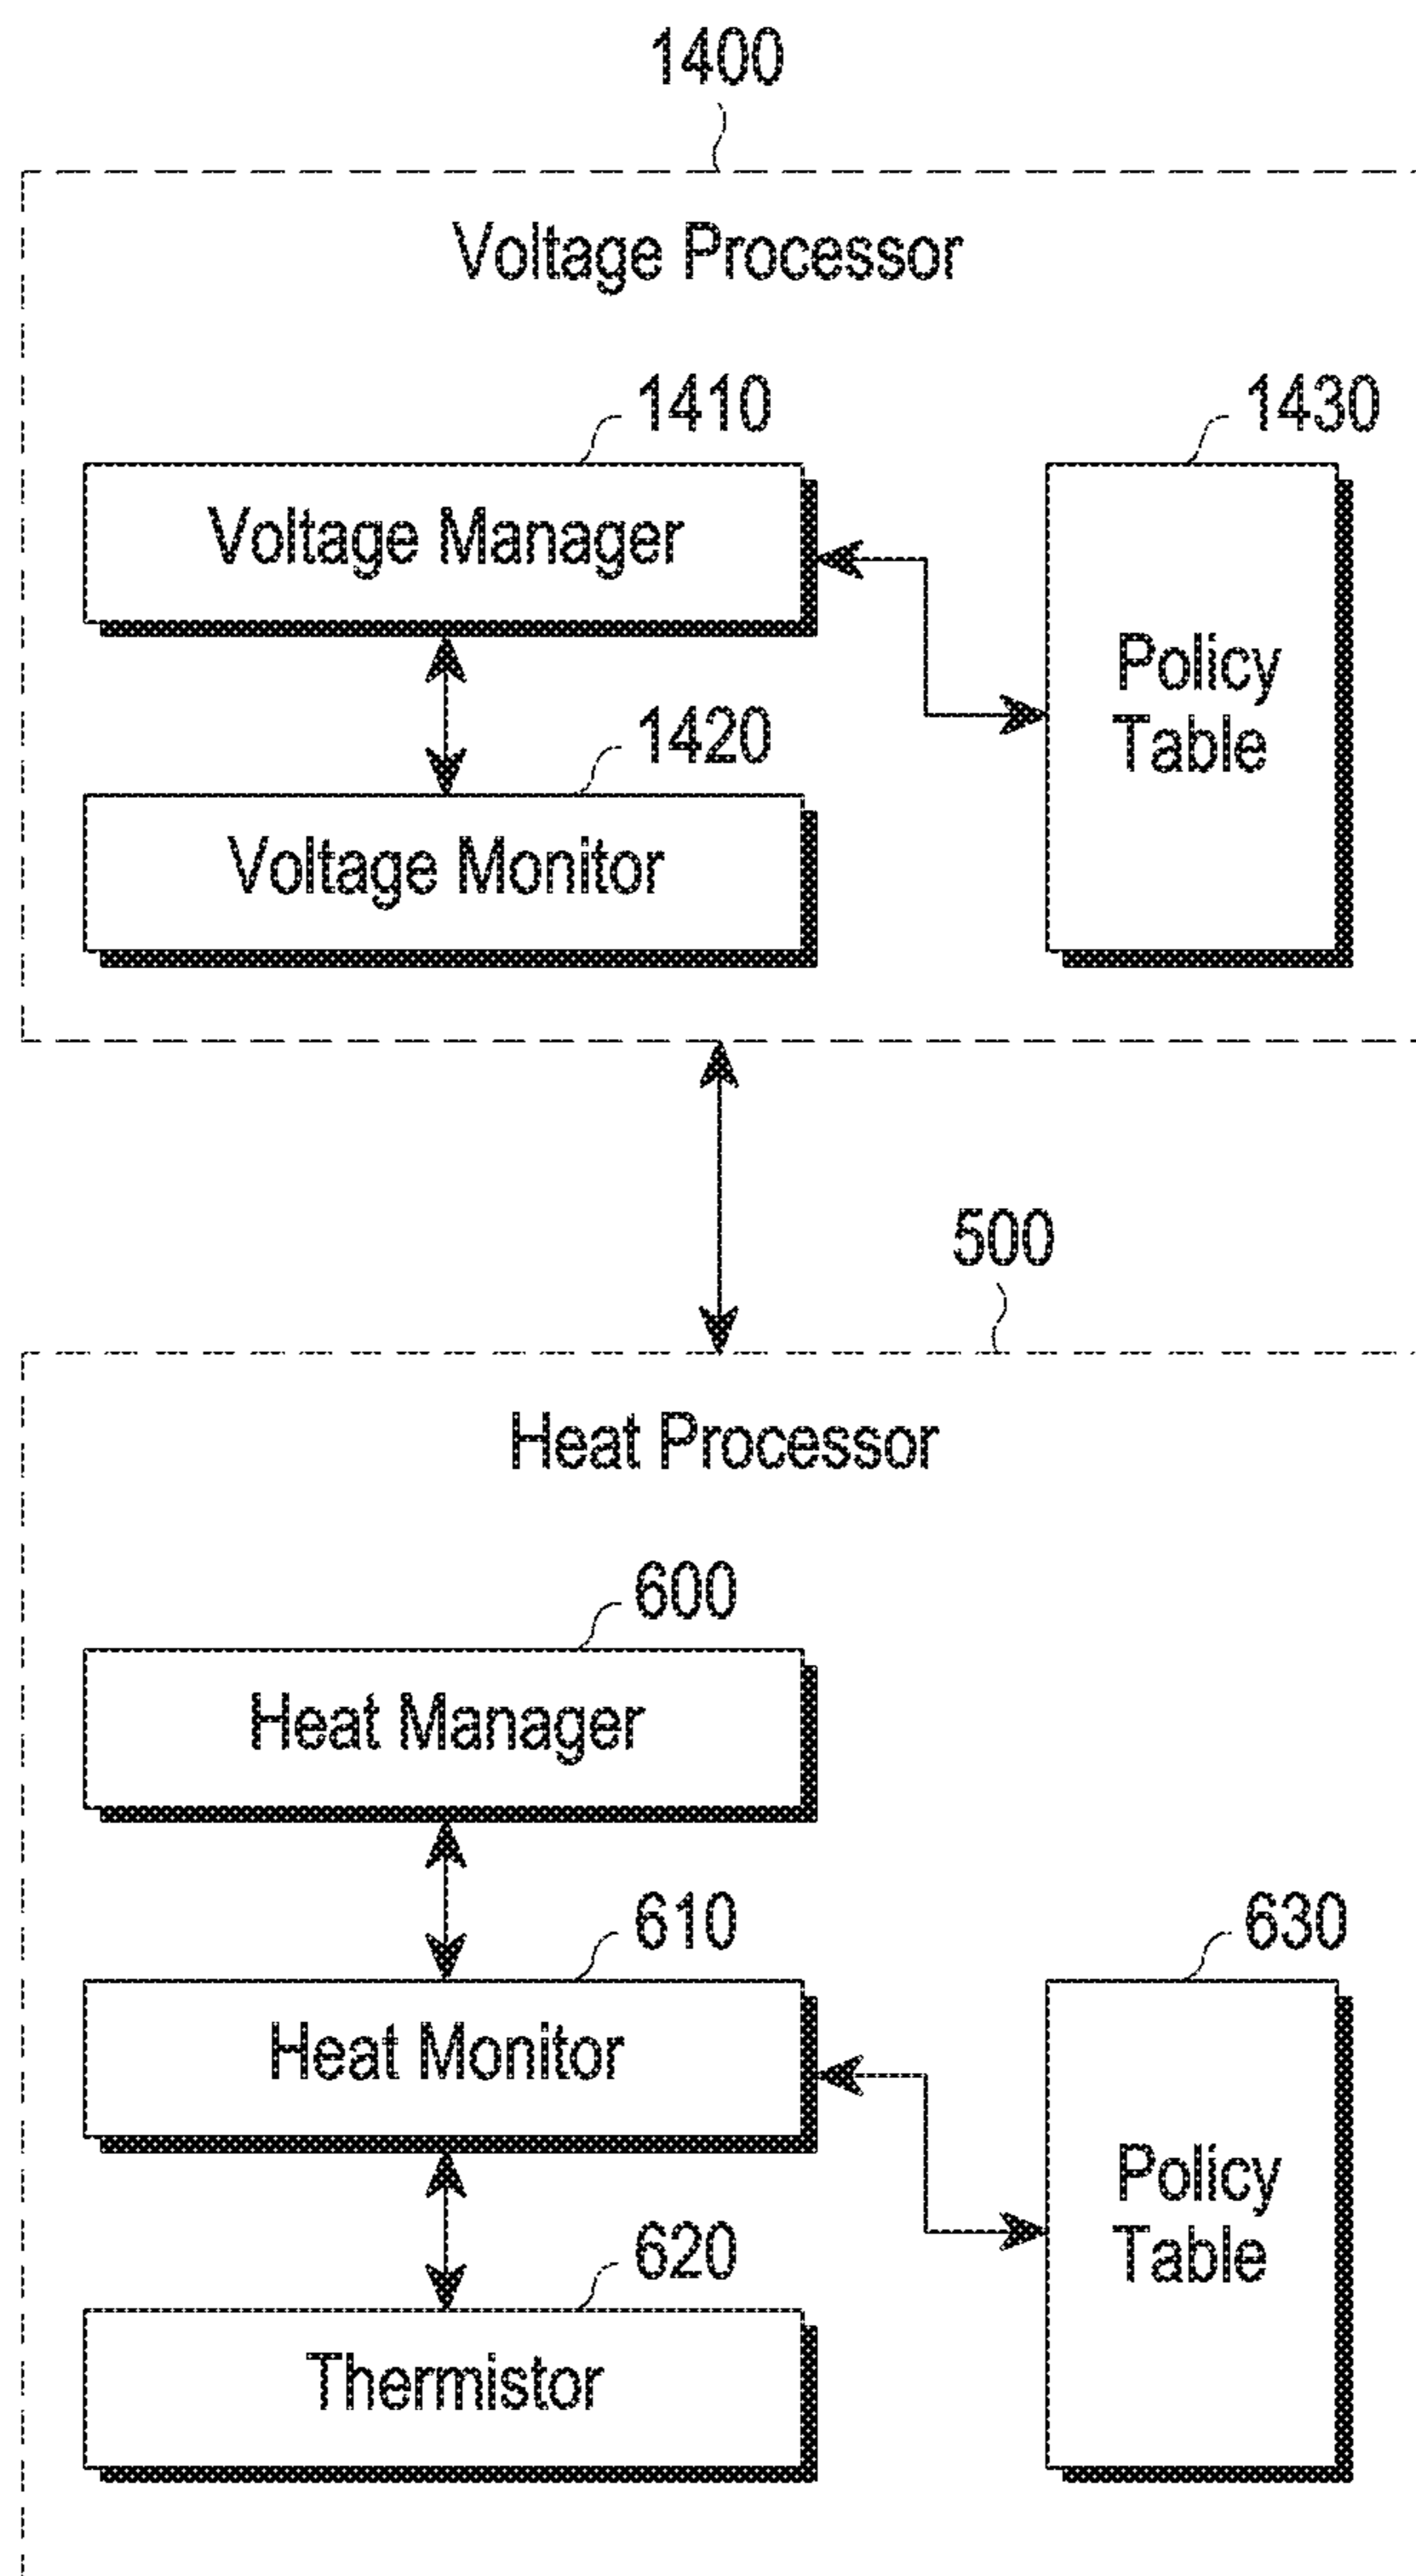 1400
Voltage Processor
1410
1430
Voltage Manager
Policy
Table
1420
Voltage Monitor
500
Heat Processor
600
Heat Manager
610
630
Heat Monitor
Policy
Table
620
Thermistor